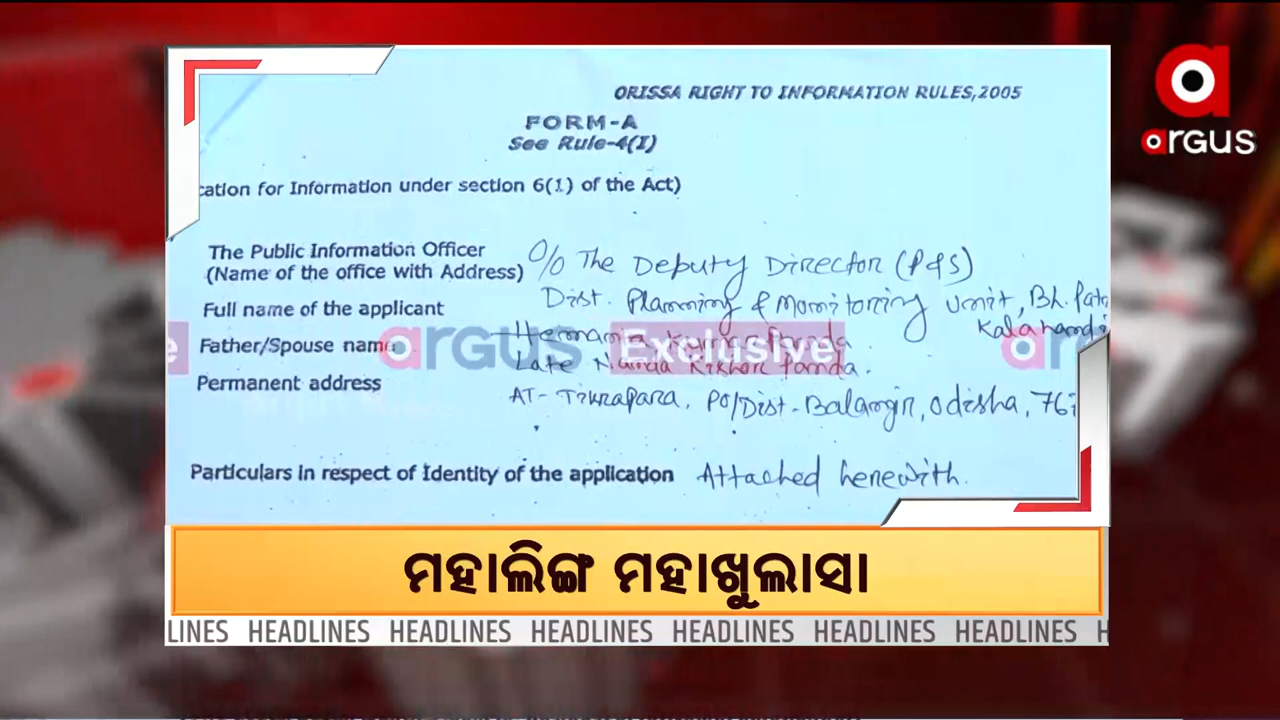 ORISSA RIGHT TO INFORMATION RULES,2005
FORM-A
See Rule-4(I)
cation for Information under section 6(1) of the Act)
The Public Information Officer
(Name of the office with Address)
O/O The Deputy Director (P&S)
Dist. Planning & Monitoring Unit, Bh. Pata
Kalahandi
Full name of the applicant
Father/Spouse name
Late Nanda Kishor Panda.
Permanent address
AT- Tikrapara, PO/Dist- Balangir, Odisha, 767
Particulars in respect of Identity of the application Attached herewith.
argus Exclusive
argus
ମହାଲିଙ୍ଗ ମହାଖୁଲାସା
LINES HEADLINES HEADLINES HEADLINES HEADLINES HEADLINES HEADLINES H